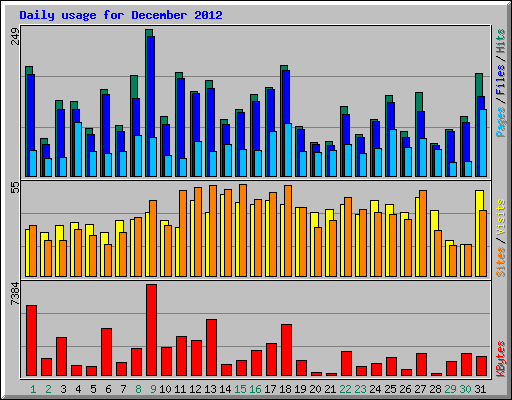 Daily usage for December 2012
249
Pages / Files / Hits
55
Sites / Visits
7384
KBytes
1 2 3 4 5 6 7 8 9 10 11 12 13 14 15 16 17 18 19 20 21 22 23 24 25 26 27 28 29 30 31